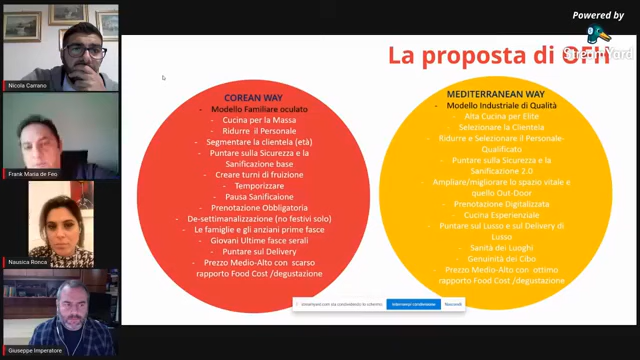 Powered by
StreamYard
La proposta di OFH
COREAN WAY
- Modello Familiare oculato
- Cucina per la Massa
- Ridurre il Personale
- Segmentare la clientela (età)
- Puntare sulla Sicurezza e la
Sanificazione base
- Creare turni di fruizione
- Temporizzare
- Pausa Sanificaione
- Prenotazione Obbligatoria
- De-settimanalizzazione (no festivi solo)
- Le famiglie e gli anziani prime fasce
- Giovani Ultime fasce serali
- Puntare sul Delivery
- Prezzo Medio-Alto con scarso
rapporto Food Cost /degustazione
MEDITERRANEAN WAY
- Modello Industriale di Qualità
- Alta Cucina per Elite
- Selezionare la Clientela
- Ridurre e Selezionare il Personale-
Qualificato
- Puntare sulla Sicurezza e la
Sanificazione 2.0
- Ampliare/migliorare lo spazio vitale e
quello Out-Door
- Prenotazione Digitalizzata
- Cucina Esperienziale
- Puntare sul Lusso e sul Delivery di
Lusso
- Sanità dei Luoghi
- Genuinità dei Cibo
- Prezzo Medio-Alto con ottimo
rapporto Food Cost /degustazione
Interrompi condivisione
Nascondi
Nicola Carrano
Frank Maria de Feo
Nausica Ronca
Giuseppe Imperatore